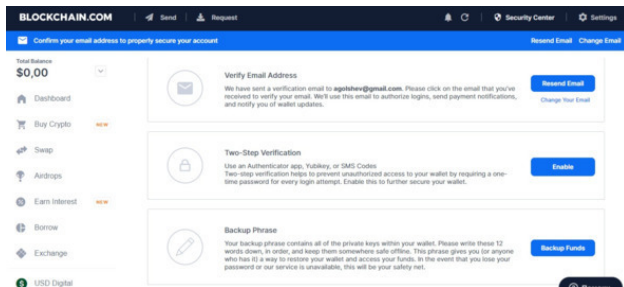 BLOCKCHAIN.COM Send Request Security Center Settings
Confirm your email address to properly secure your account Resend Email Change Email
Total Balance
$0,00
Dashboard
Buy Crypto NEW
Swap
Airdrops
Earn Interest NEW
Borrow
Exchange
USD Digital
Verify Email Address
We have sent a verification email to agolshev@gmail.com. Please click on the email that you've
received to verify your email. We'll use this email to authorize logins, send payment notifications,
and notify you of wallet updates.
Resend Email
Change Your Email
Two-Step Verification
Use an Authenticator app, Yubikey, or SMS Codes
Two-step verification helps to prevent unauthorized access to your wallet by requiring a one-
time password for every login attempt. Enable this to further secure your wallet.
Enable
Backup Phrase
Your backup phrase contains all of the private keys within your wallet. Please write these 12
words down, in order, and keep them somewhere safe offline. This phrase gives you (or anyone
who has it) a way to restore your wallet and access your funds. In the event that you lose your
password or our service is unavailable, this will be your safety net.
Backup Funds